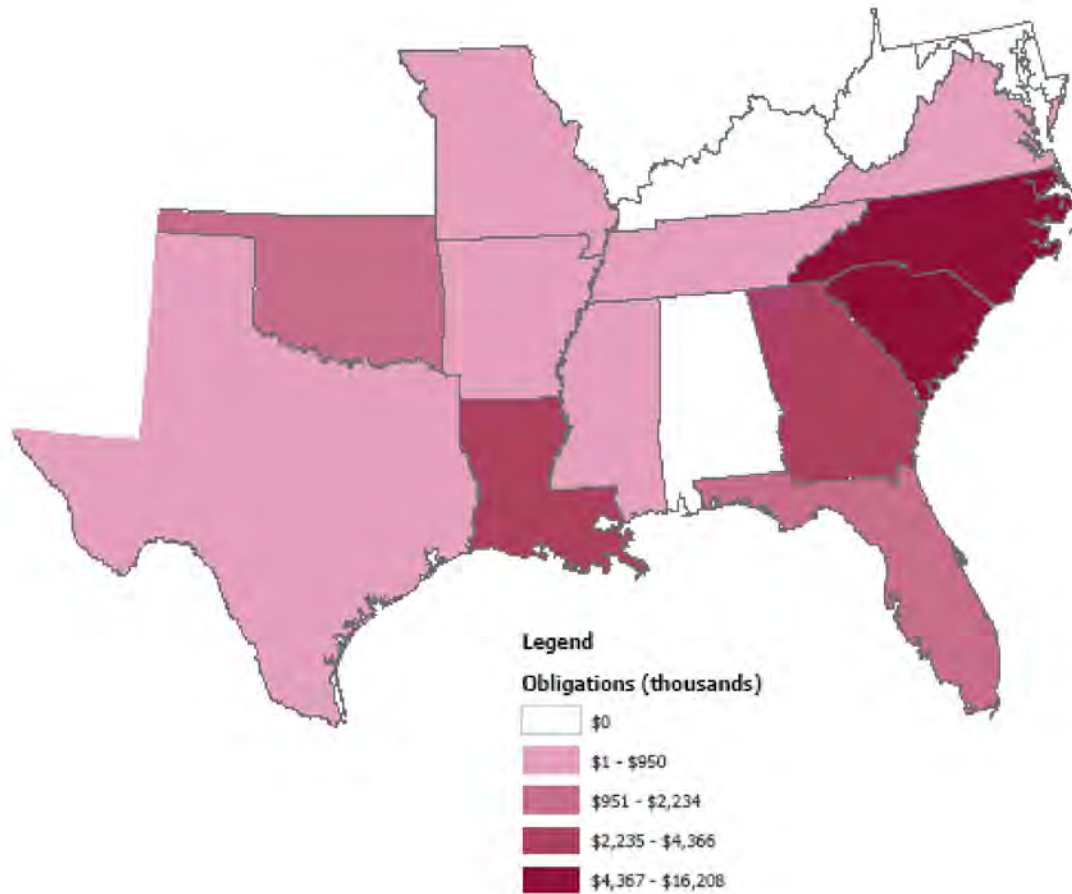 Legend
Obligations (thousands)
$0
$1 - $950
$951 - $2,234
$2,235 - $4,366
$4,367 - $16,208